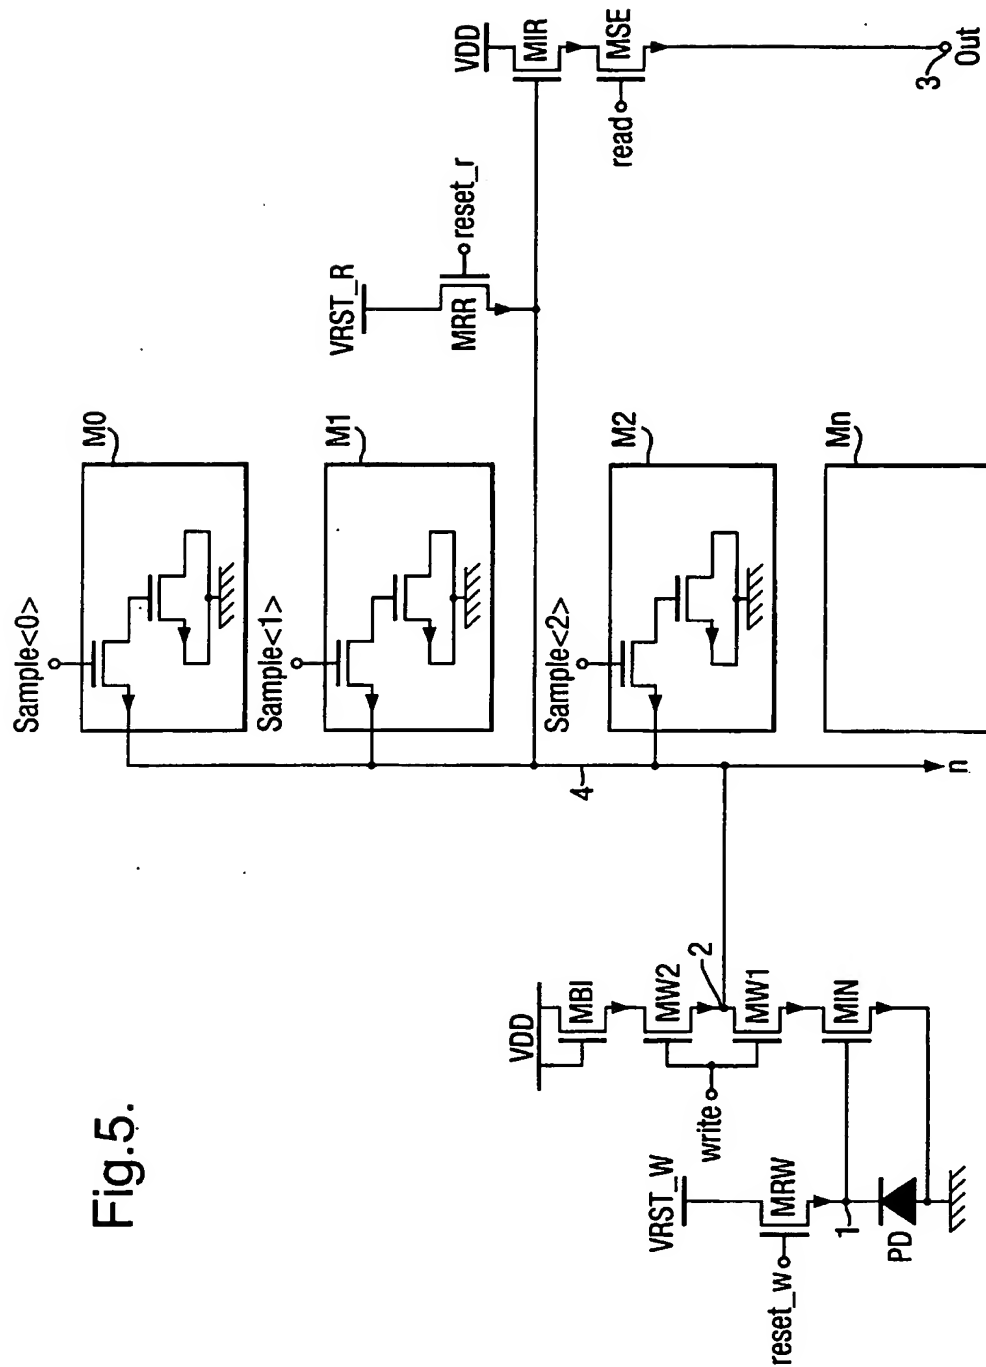 Fig.5.
VDD
MIR
MSE
read
3
Out
VRST_R
MRR
reset_r
M0
Sample<0>
M1
Sample<1>
M2
Sample<2>
Mn
4
n
VDD
MBI
MW2
2
write
MW1
MIN
VRST_W
MRW
reset_w
1
PD